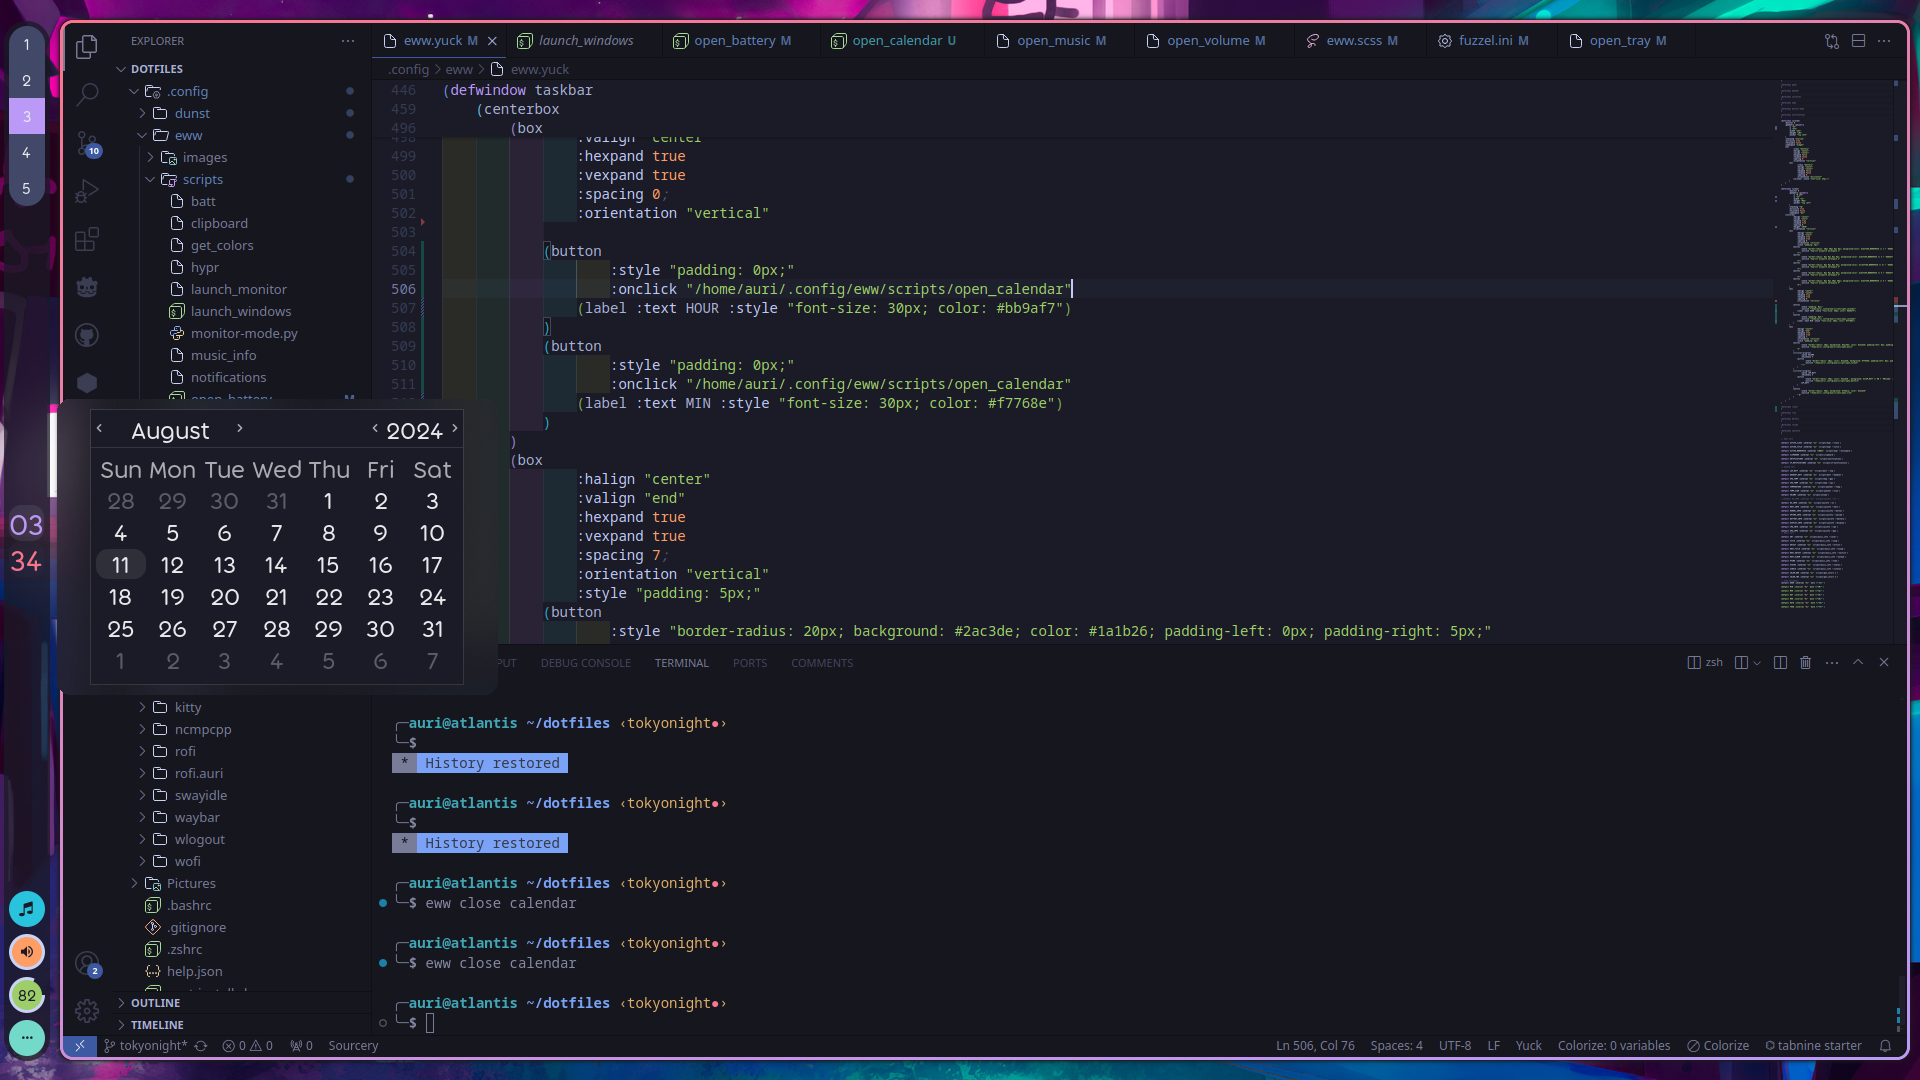 1
2
3
4
5
03
34
82
EXPLORER
DOTFILES
.config
dunst
eww
images
scripts
batt
clipboard
get_colors
hypr
launch_monitor
launch_windows
monitor-mode.py
music_info
notifications
open_battery M
kitty
ncmpcpp
rofi
rofi.auri
swayidle
waybar
wlogout
wofi
Pictures
.bashrc
.gitignore
.zshrc
help.json
OUTLINE
TIMELINE
10
2
August 2024
Sun Mon Tue Wed Thu Fri Sat
28 29 30 31 1 2 3
4 5 6 7 8 9 10
11 12 13 14 15 16 17
18 19 20 21 22 23 24
25 26 27 28 29 30 31
1 2 3 4 5 6 7
eww.yuck M launch_windows open_battery M open_calendar U open_music M open_volume M eww.scss M fuzzel.ini M open_tray M
.config > eww > eww.yuck
446 (defwindow taskbar
459 (centerbox
496 (box
498 :valign "center"
499 :hexpand true
500 :vexpand true
501 :spacing 0;
502 :orientation "vertical"
503
504 (button
505 :style "padding: 0px;"
506 :onclick "/home/auri/.config/eww/scripts/open_calendar"
507 (label :text HOUR :style "font-size: 30px; color: #bb9af7")
508 )
509 (button
510 :style "padding: 0px;"
511 :onclick "/home/auri/.config/eww/scripts/open_calendar"
(label :text MIN :style "font-size: 30px; color: #f7768e")
)
)
(box
:halign "center"
:valign "end"
:hexpand true
:vexpand true
:spacing 7;
:orientation "vertical"
:style "padding: 5px;"
(button
:style "border-radius: 20px; background: #2ac3de; color: #1a1b26; padding-left: 0px; padding-right: 5px;"
PUT DEBUG CONSOLE TERMINAL PORTS COMMENTS zsh
auri@atlantis ~/dotfiles ‹tokyonight●›
$
* History restored
auri@atlantis ~/dotfiles ‹tokyonight●›
$
* History restored
auri@atlantis ~/dotfiles ‹tokyonight●›
$ eww close calendar
auri@atlantis ~/dotfiles ‹tokyonight●›
$ eww close calendar
auri@atlantis ~/dotfiles ‹tokyonight●›
$
tokyonight* 0 0 0 Sourcery Ln 506, Col 76 Spaces: 4 UTF-8 LF Yuck Colorize: 0 variables Colorize tabnine starter